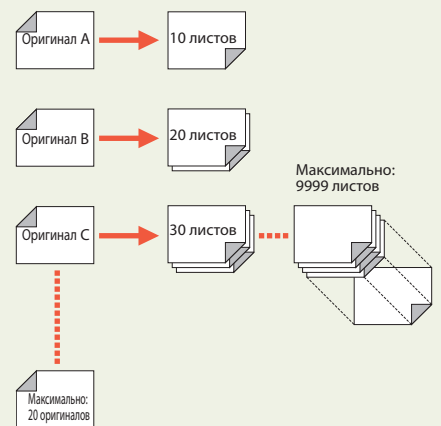 Оригинал A
10 листов
Оригинал B
20 листов
Максимально:
9999 листов
Оригинал C
30 листов
Максимально:
20 оригиналов